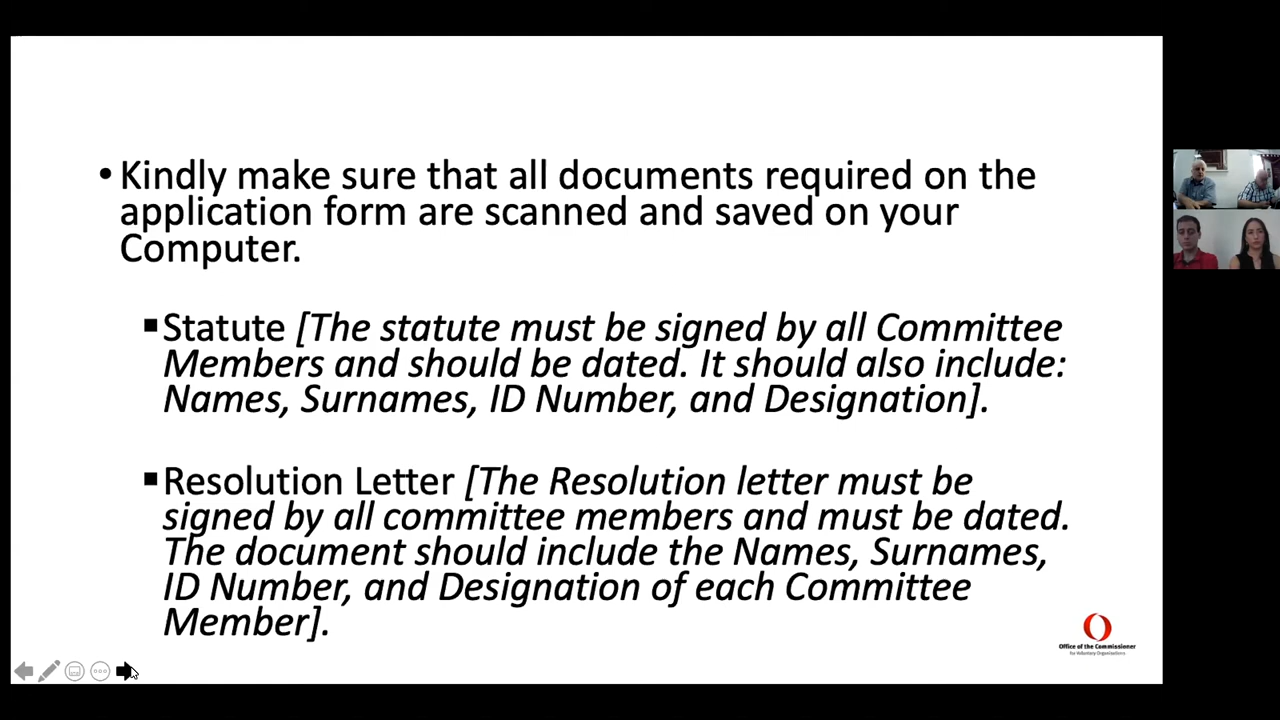 • Kindly make sure that all documents required on the
application form are scanned and saved on your
Computer.
▪ Statute [The statute must be signed by all Committee
Members and should be dated. It should also include:
Names, Surnames, ID Number, and Designation].
▪ Resolution Letter [The Resolution letter must be
signed by all committee members and must be dated.
The document should include the Names, Surnames,
ID Number, and Designation of each Committee
Member].
Office of the Commissioner
for Voluntary Organisations